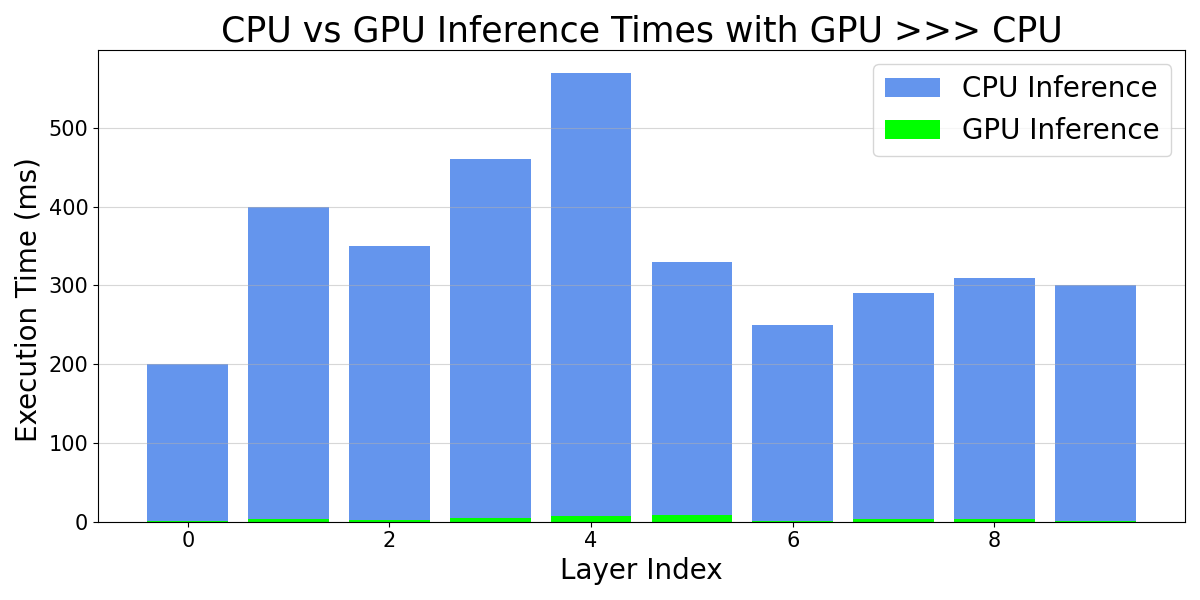 CPU vs GPU Inference Times with GPU >>> CPU
CPU Inference
GPU Inference
Execution Time (ms)
500
400
300
200
100
0
0 2 4 6 8
Layer Index